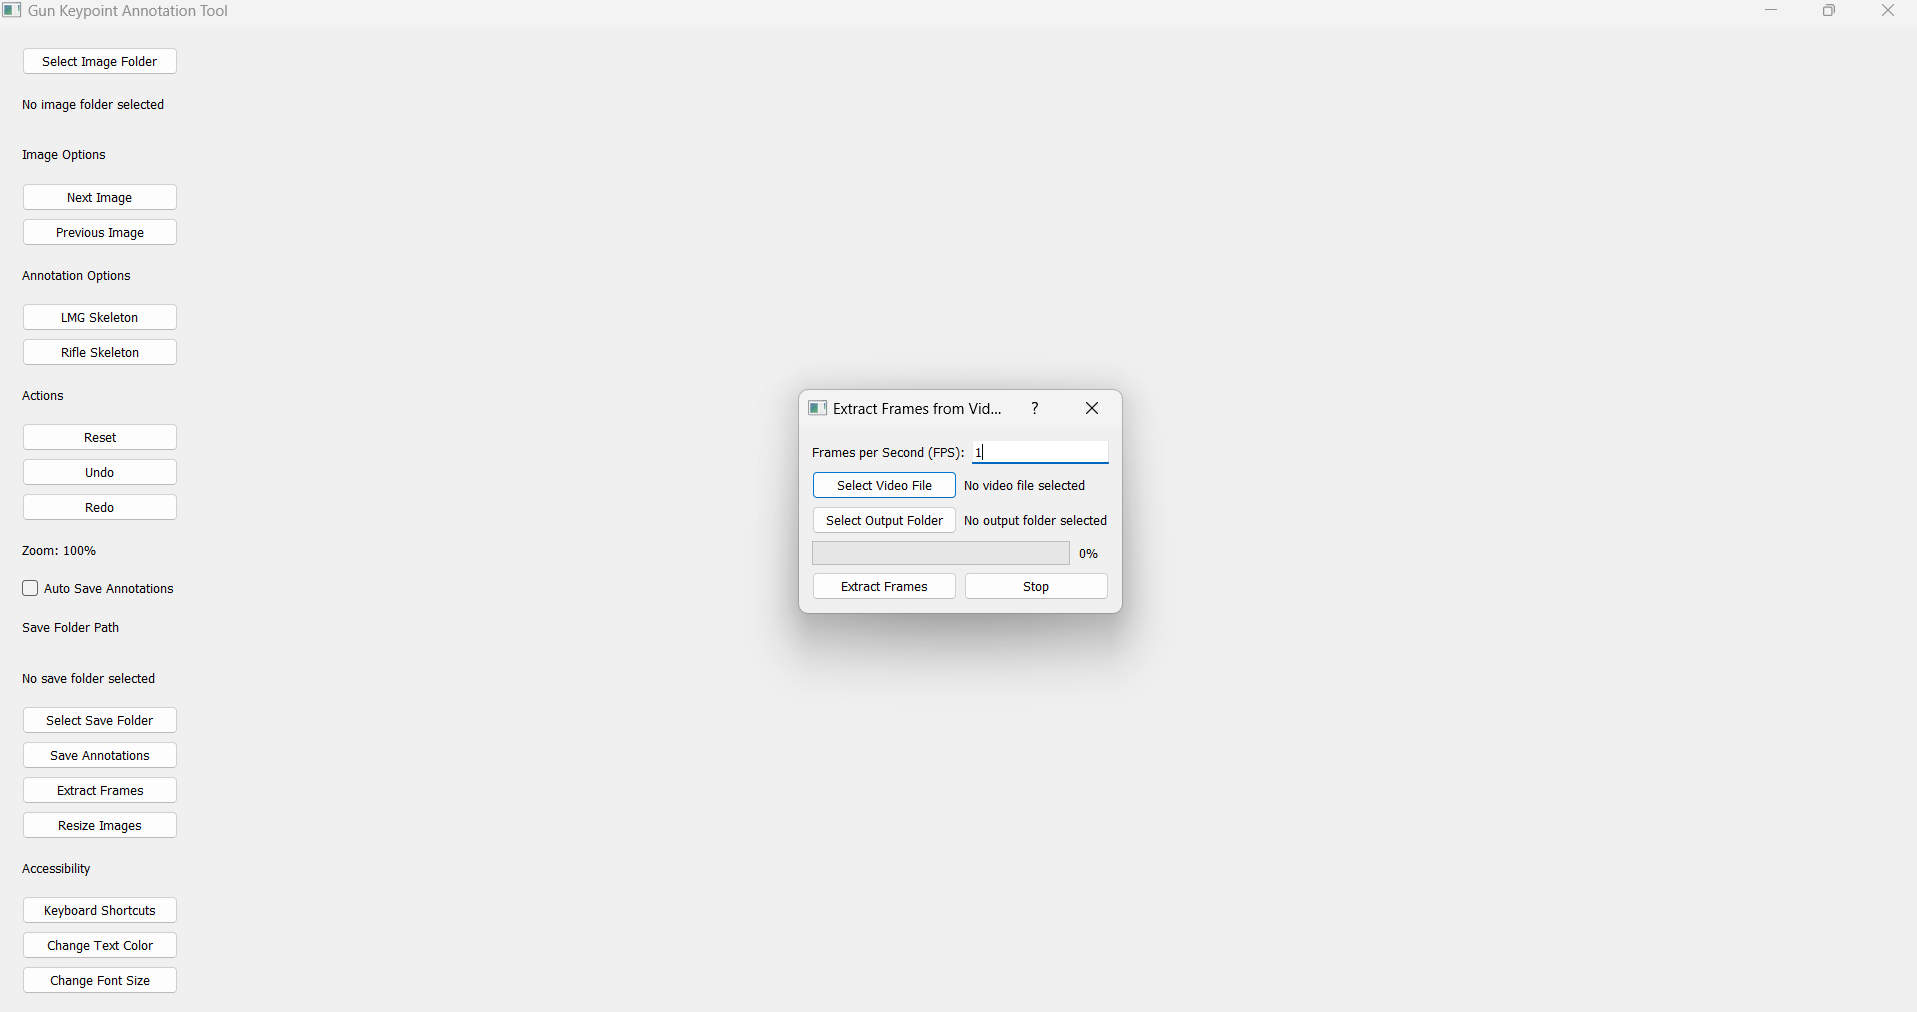 Gun Keypoint Annotation Tool
Select Image Folder
No image folder selected
Image Options
Next Image
Previous Image
Annotation Options
LMG Skeleton
Rifle Skeleton
Actions
Reset
Undo
Redo
Zoom: 100%
Auto Save Annotations
Save Folder Path
No save folder selected
Select Save Folder
Save Annotations
Extract Frames
Resize Images
Accessibility
Keyboard Shortcuts
Change Text Color
Change Font Size
Extract Frames from Vid... ?
Frames per Second (FPS): 1
Select Video File No video file selected
Select Output Folder No output folder selected
0%
Extract Frames Stop